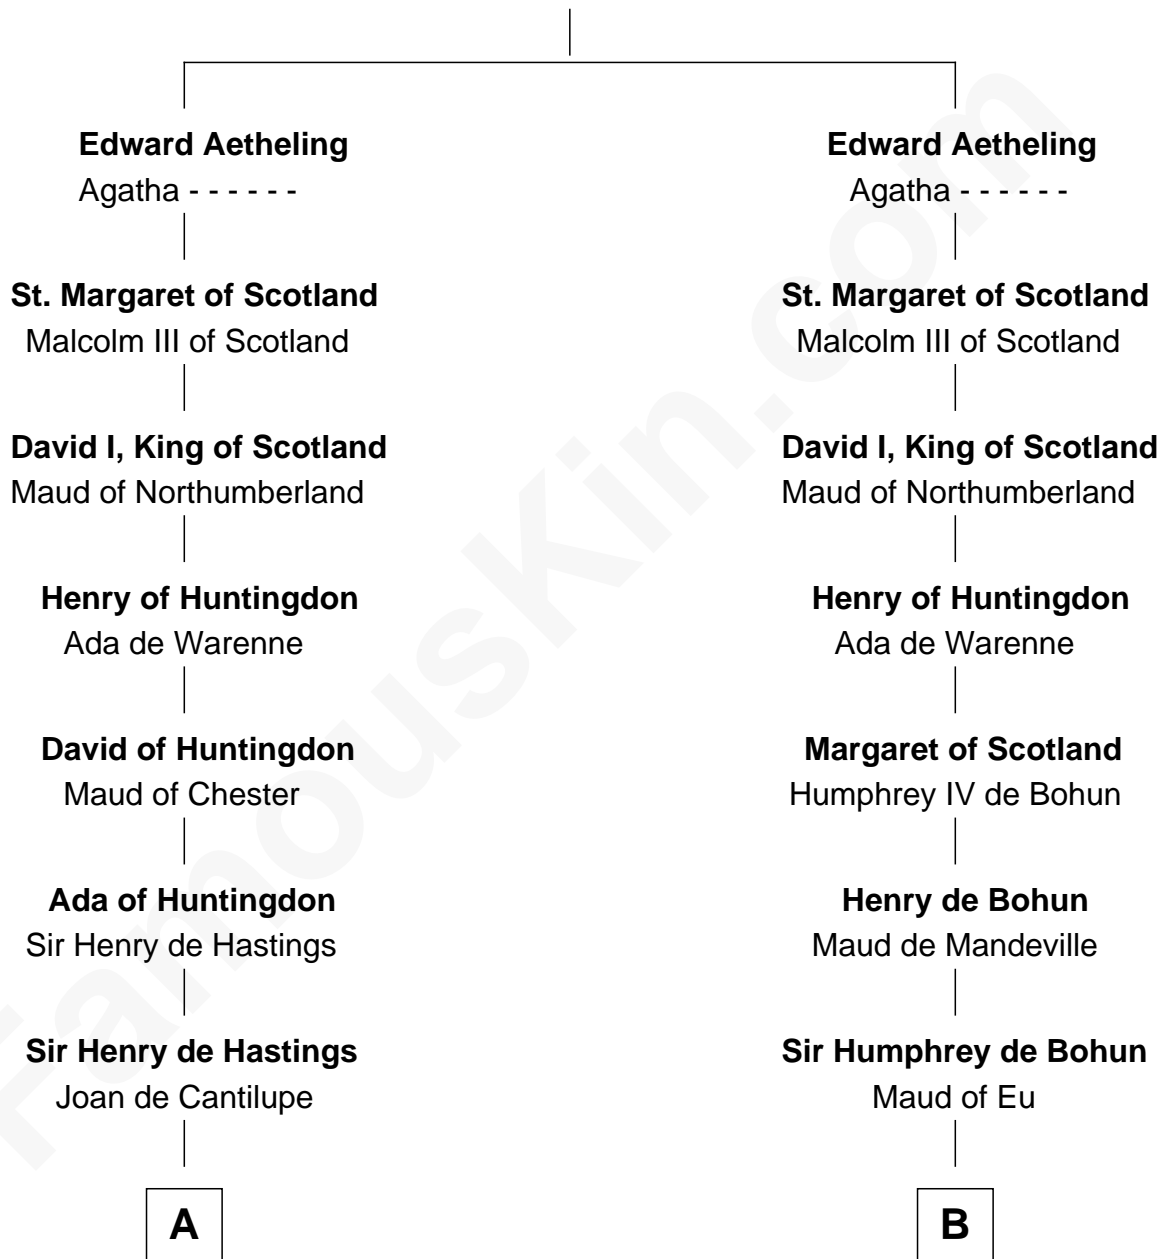 Edward Aetheling
Agatha - - - - - -
St. Margaret of Scotland
Malcolm III of Scotland
David I, King of Scotland
Maud of Northumberland
Henry of Huntingdon
Ada de Warenne
David of Huntingdon
Maud of Chester
Ada of Huntingdon
Sir Henry de Hastings
Sir Henry de Hastings
Joan de Cantilupe
A
Edward Aetheling
Agatha - - - - - -
St. Margaret of Scotland
Malcolm III of Scotland
David I, King of Scotland
Maud of Northumberland
Henry of Huntingdon
Ada de Warenne
Margaret of Scotland
Humphrey IV de Bohun
Henry de Bohun
Maud de Mandeville
Sir Humphrey de Bohun
Maud of Eu
B
FamousKin.com